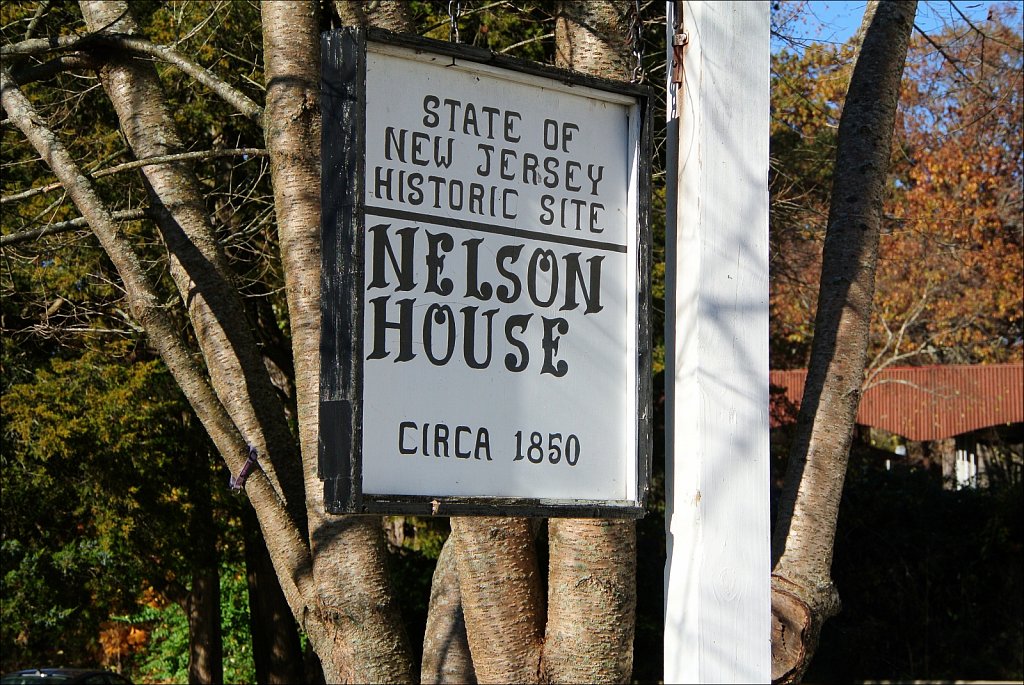 STATE OF
NEW JERSEY
HISTORIC SITE
NELSON
HOUSE
CIRCA 1850